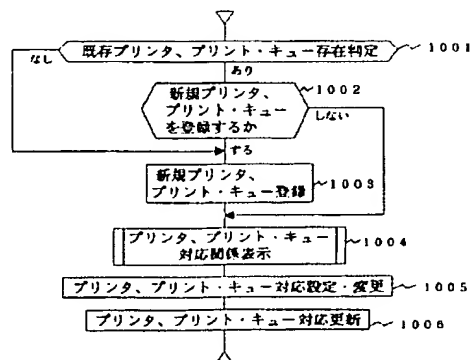 既存プリンタ、プリント・キュー存在判定
1001
なし
あり
1002
新規プリンタ、
プリント・キュー
を登録するか
しない
する
新規プリンタ、
プリント・キュー登録
1003
プリンタ、プリント・キュー
対応関係表示
1004
プリンタ、プリント・キュー対応設定・変更
1005
プリンタ、プリント・キュー対応更新
1006